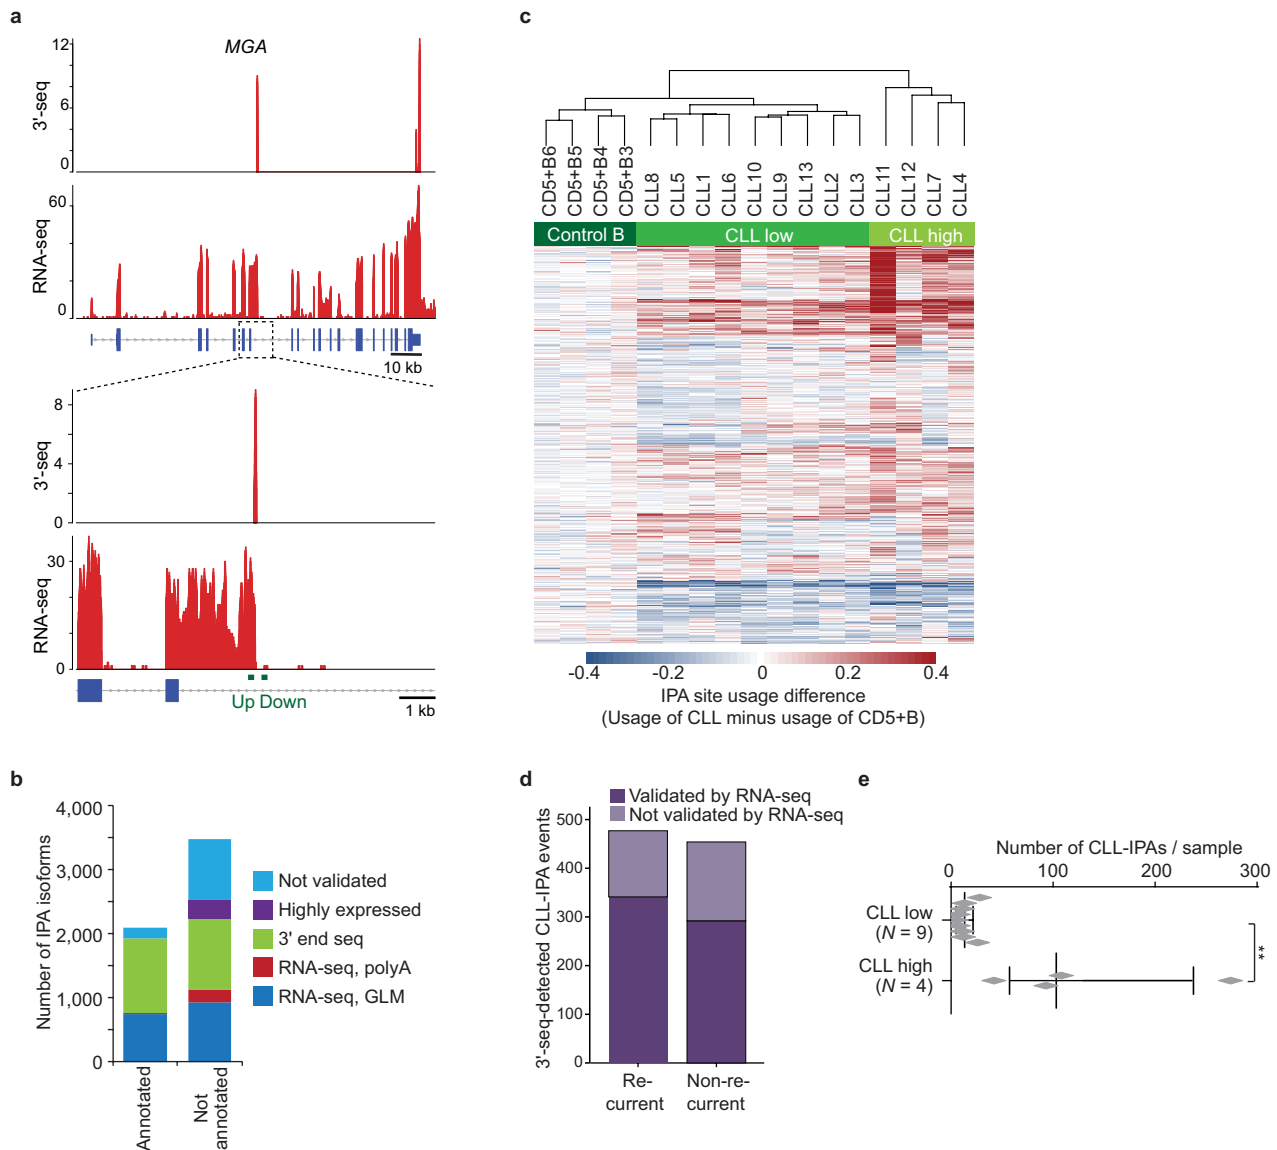 a
MGA
12
6
0
3'-seq
60
0
RNA-seq
10 kb
8
4
0
3'-seq
30
0
RNA-seq
Up Down
1 kb
c
CD5+B6
CD5+B5
CD5+B4
CD5+B3
CLL8
CLL5
CLL1
CLL6
CLL10
CLL9
CLL13
CLL2
CLL3
CLL11
CLL12
CLL7
CLL4
Control B
CLL low
CLL high
-0.4
-0.2
0
0.2
0.4
IPA site usage difference
(Usage of CLL minus usage of CD5+B)
b
4,000
3,000
2,000
1,000
0
Number of IPA isoforms
Annotated
Not
annotated
Not validated
Highly expressed
3' end seq
RNA-seq, polyA
RNA-seq, GLM
d
Validated by RNA-seq
Not validated by RNA-seq
500
400
300
200
100
0
3'-seq-detected CLL-IPA events
Re-
current
Non-re-
current
e
Number of CLL-IPAs / sample
0
100
200
300
CLL low
(N = 9)
CLL high
(N = 4)
**